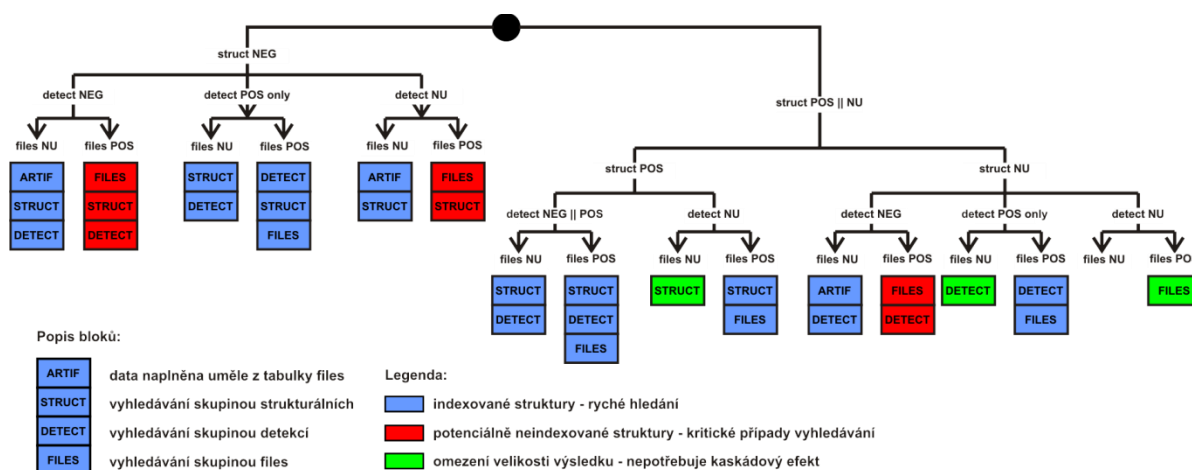 struct NEG
detect NEG
detect POS only
detect NU
files NU
files POS
files NU
files POS
files NU
files POS
ARTIF
STRUCT
DETECT
FILES
STRUCT
DETECT
STRUCT
DETECT
DETECT
STRUCT
FILES
ARTIF
STRUCT
FILES
STRUCT
struct POS || NU
struct POS
struct NU
detect NEG || POS
detect NU
detect NEG
detect POS only
detect NU
files NU
files POS
files NU
files POS
files NU
files POS
files NU
files POS
files NU
files PO
STRUCT
DETECT
STRUCT
DETECT
FILES
STRUCT
STRUCT
FILES
ARTIF
DETECT
FILES
DETECT
DETECT
DETECT
FILES
FILES
Popis bloků:
ARTIF data naplněna uměle z tabulky files
STRUCT vyhledávání skupinou strukturálních
DETECT vyhledávání skupinou detekcí
FILES vyhledávání skupinou files
Legenda:
indexované struktury - ryché hledání
potenciálně neindexované struktury - kritické případy vyhledávání
omezení velikosti výsledku - nepotřebuje kaskádový efekt